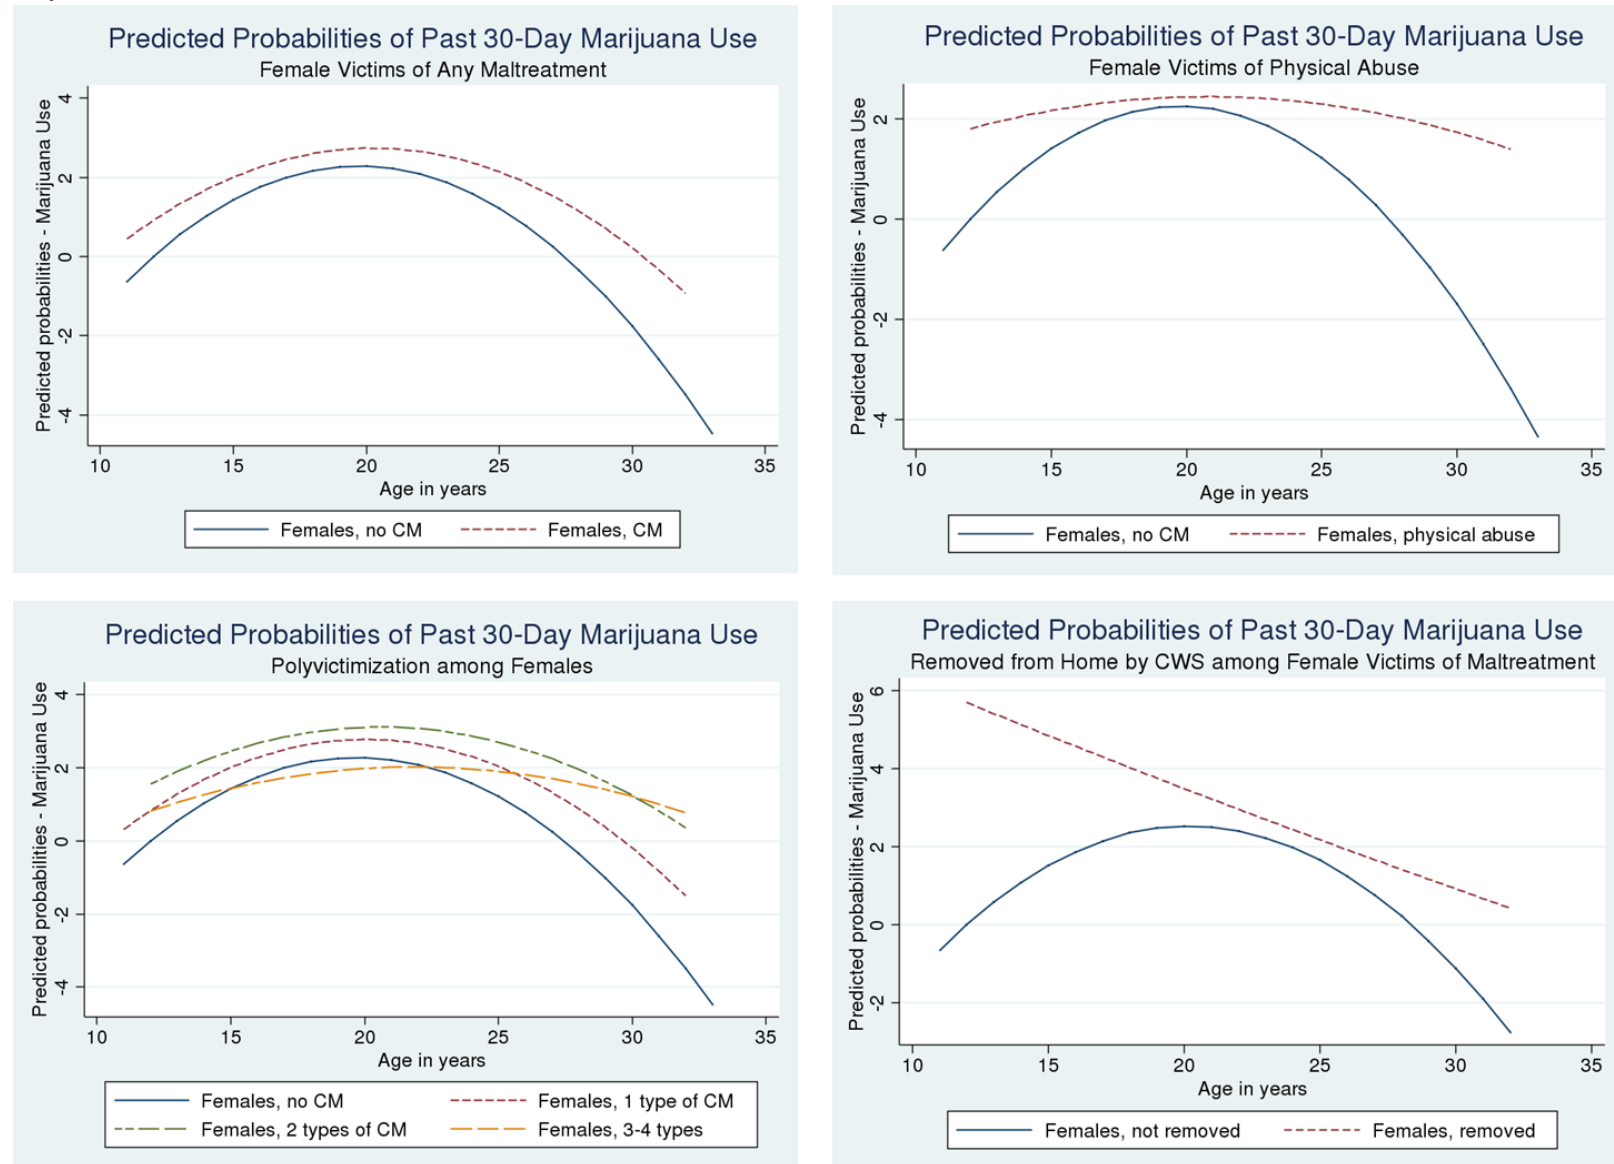 Predicted Probabilities of Past 30-Day Marijuana Use
Female Victims of Any Maltreatment
Predicted probabilities - Marijuana Use
4
2
0
-2
-4
10 15 20 25 30 35
Age in years
Females, no CM Females, CM
Predicted Probabilities of Past 30-Day Marijuana Use
Female Victims of Physical Abuse
Predicted probabilities - Marijuana Use
2
0
-2
-4
10 15 20 25 30 35
Age in years
Females, no CM Females, physical abuse
Predicted Probabilities of Past 30-Day Marijuana Use
Polyvictimization among Females
Predicted probabilities - Marijuana Use
4
2
0
-2
-4
10 15 20 25 30 35
Age in years
Females, no CM Females, 1 type of CM
Females, 2 types of CM Females, 3-4 types
Predicted Probabilities of Past 30-Day Marijuana Use
Removed from Home by CWS among Female Victims of Maltreatment
Predicted probabilities - Marijuana Use
6
4
2
0
-2
10 15 20 25 30 35
Age in years
Females, not removed Females, removed